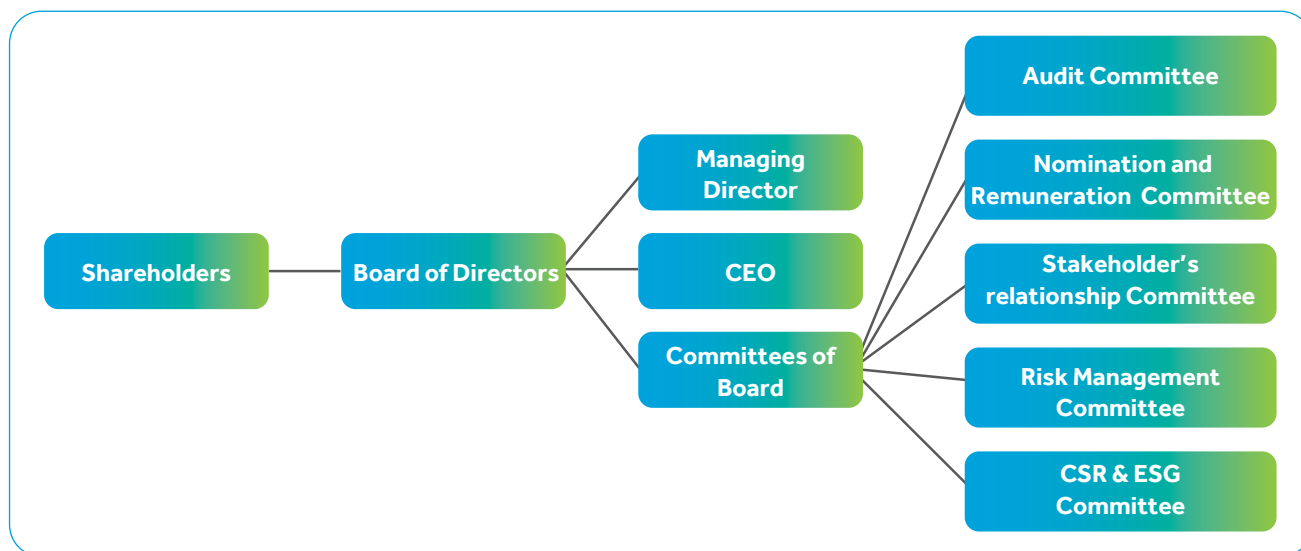 Shareholders
Board of Directors
Managing
Director
CEO
Committees of
Board
Audit Committee
Nomination and
Remuneration Committee
Stakeholder’s
relationship Committee
Risk Management
Committee
CSR & ESG
Committee